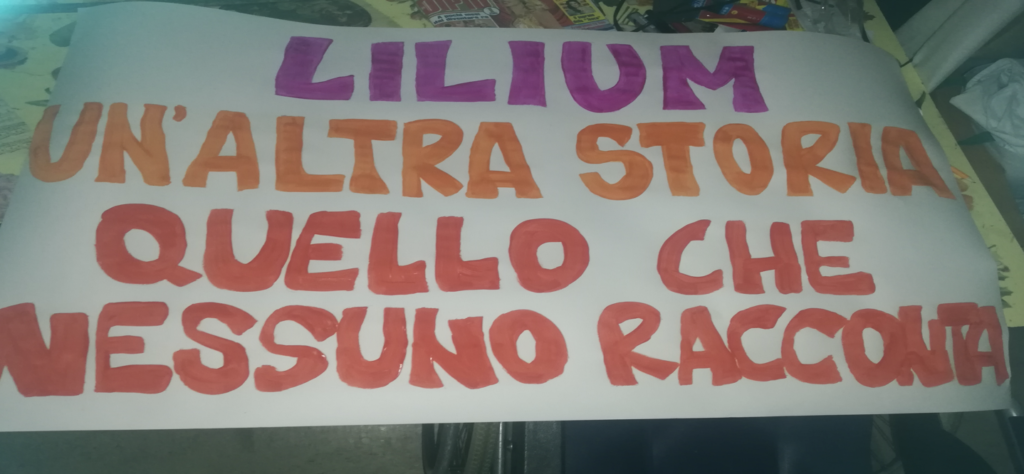 LILIUM
UN'ALTRA STORIA
QUELLO CHE
NESSUNO RACCONTA